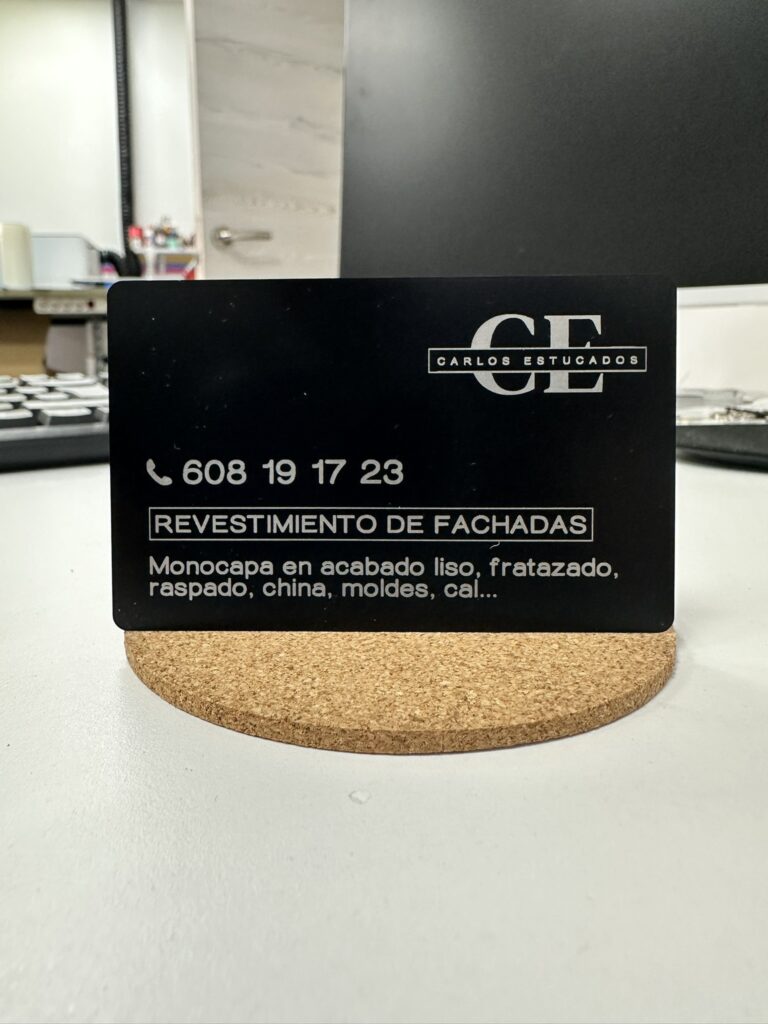 CE
CARLOS ESTUCADOS
608 19 17 23
REVESTIMIENTO DE FACHADAS
Monocapa en acabado liso, fratazado,
raspado, china, moldes, cal...